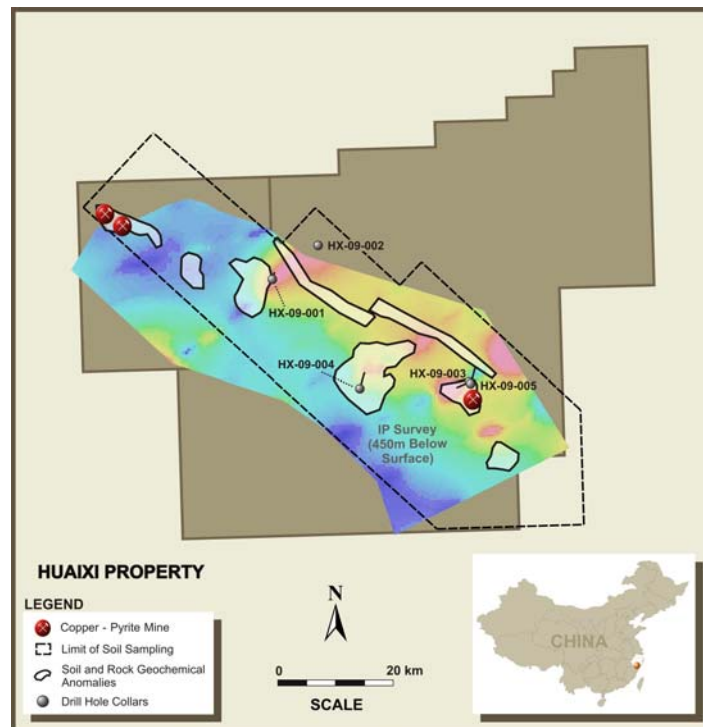 HX-09-002
HX-09-001
HX-09-004
HX-09-003
HX-09-005
IP Survey
(450m Below
Surface)
HUAIXI PROPERTY
LEGEND
Copper - Pyrite Mine
Limit of Soil Sampling
Soil and Rock Geochemical
Anomalies
Drill Hole Collars
N
0 20 km
SCALE
CHINA